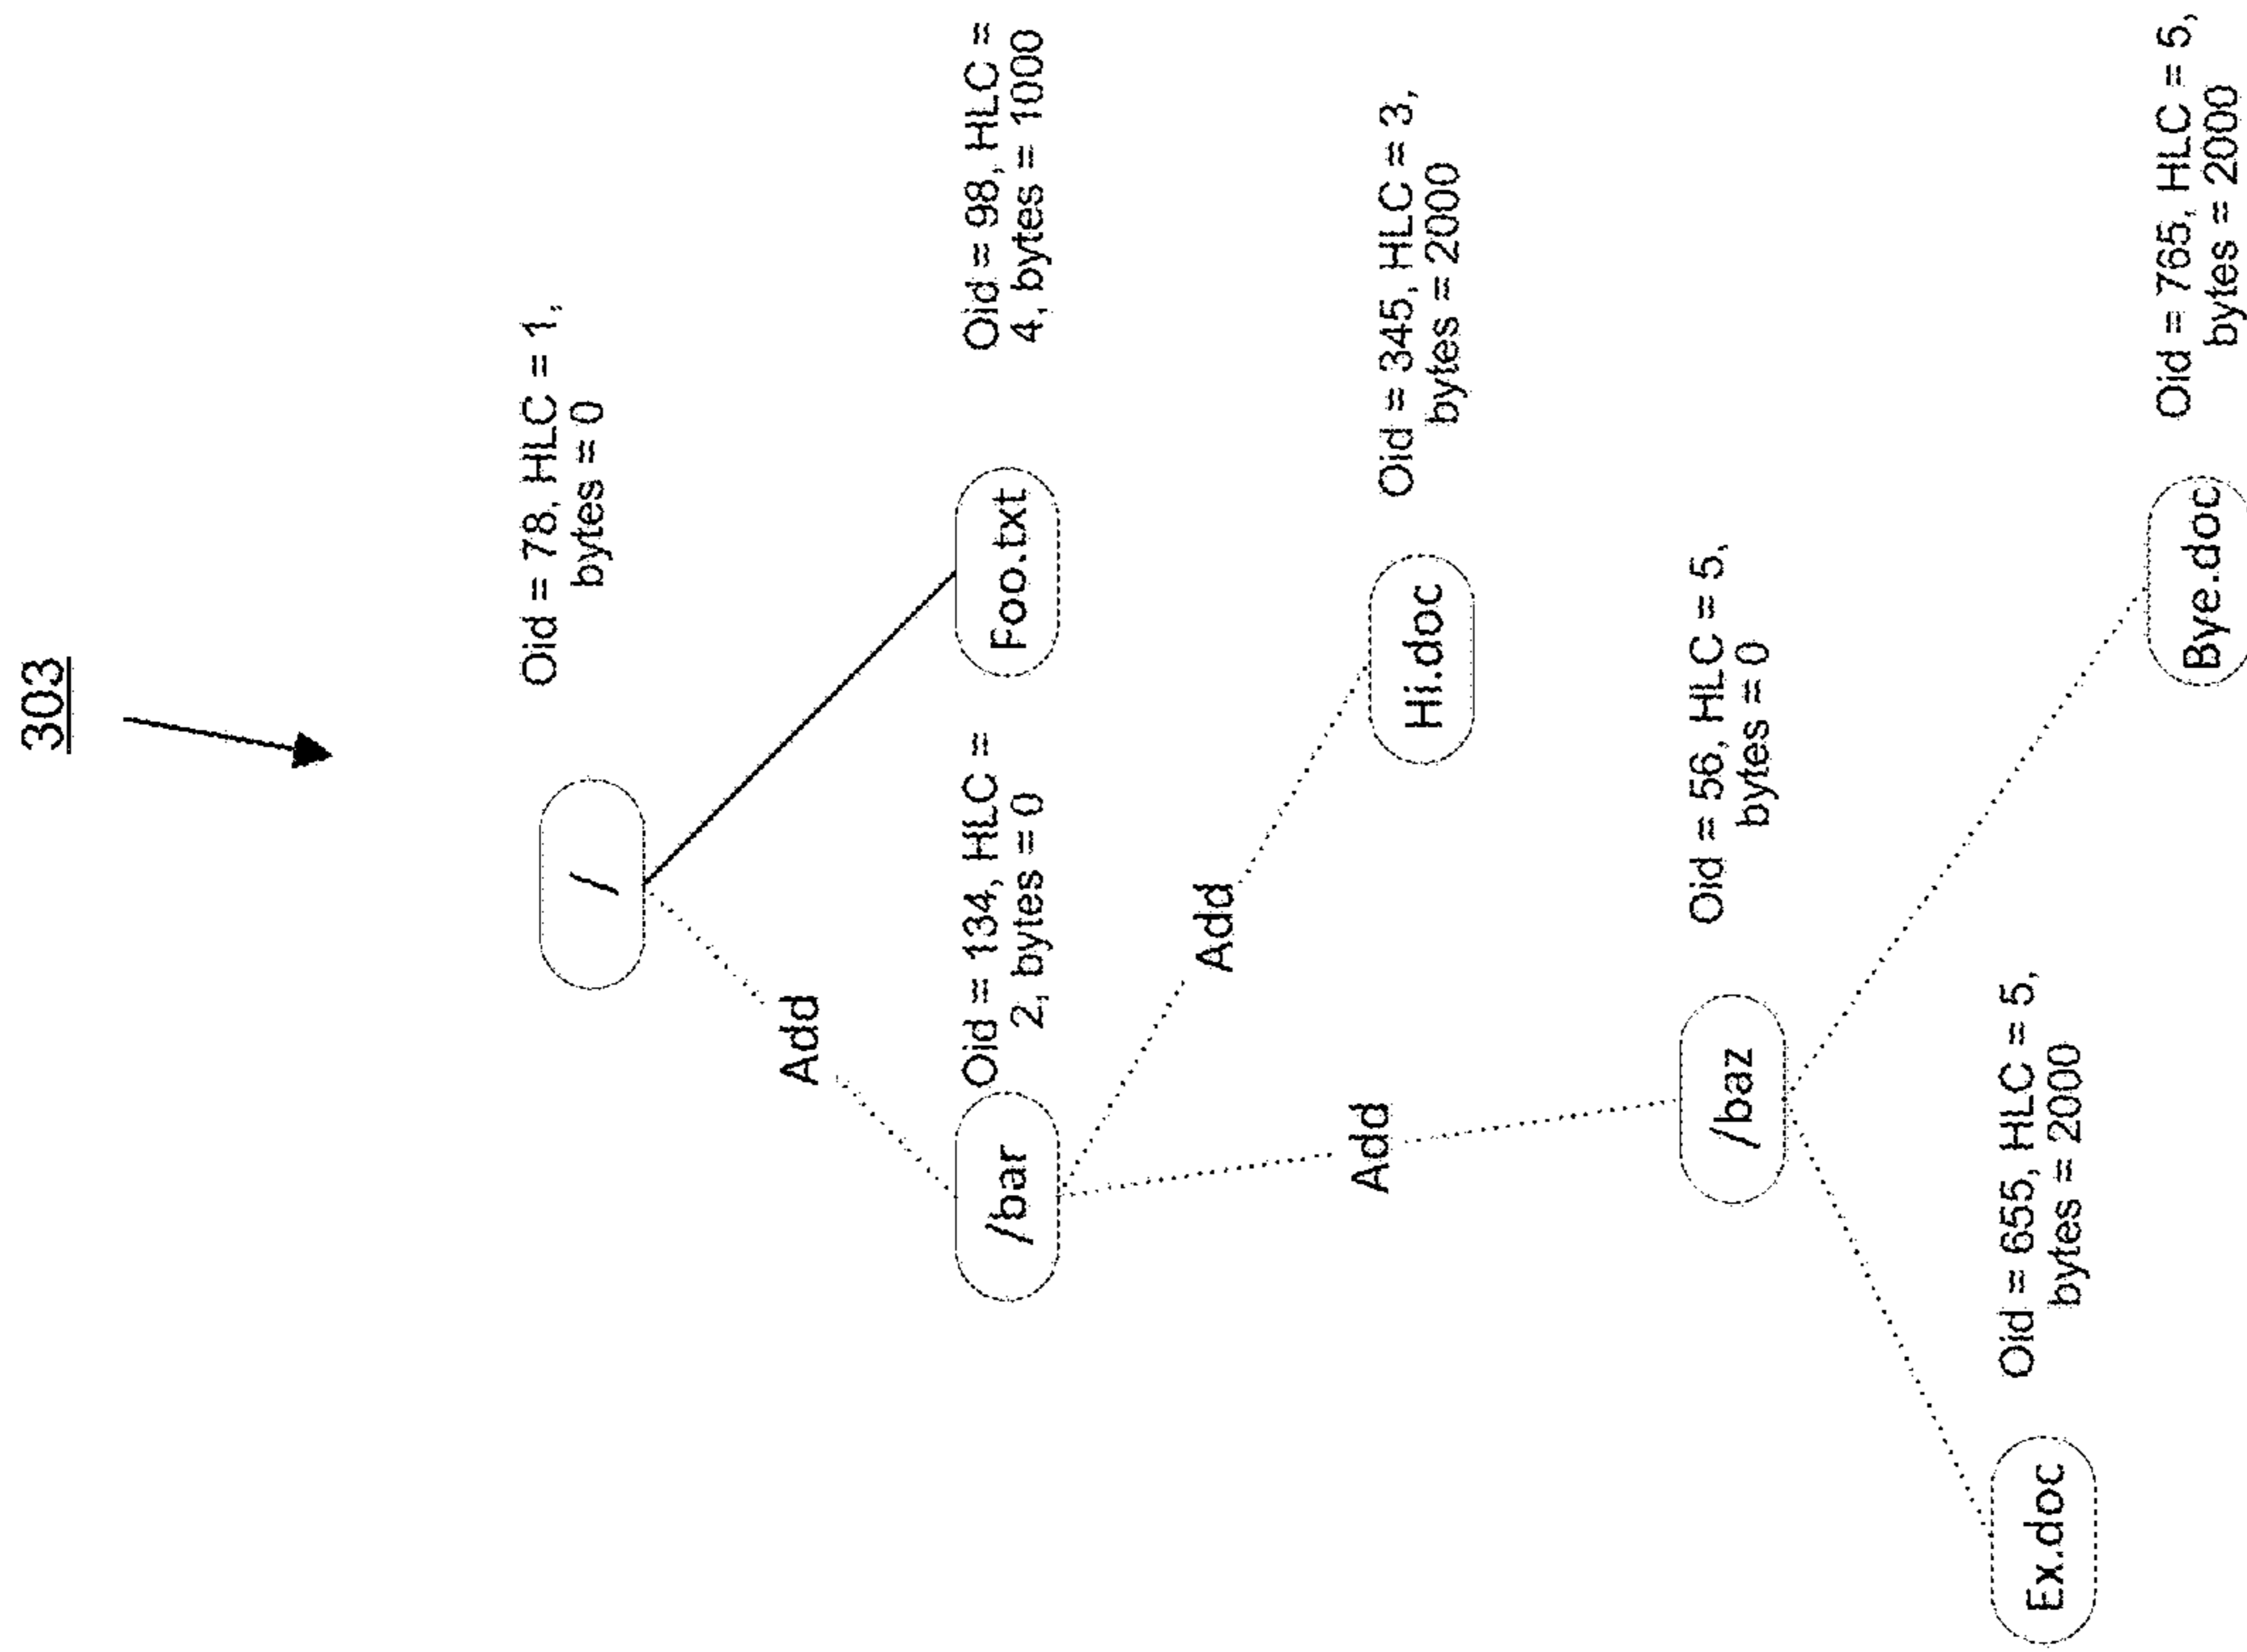 303
Oid = 78, HLC = 1,
bytes = 0
/
Add
Oid = 134, HLC =
2, bytes = 0
/bar
Foo.txt
Oid = 98, HLC =
4, bytes = 1000
Add
Add
Hi.doc
Oid = 345, HLC = 3,
bytes = 2000
/baz
Oid = 56, HLC = 5,
bytes = 0
Ex.doc
Oid = 655, HLC = 5,
bytes = 2000
Bye.doc
Oid = 765, HLC = 5,
bytes = 2000